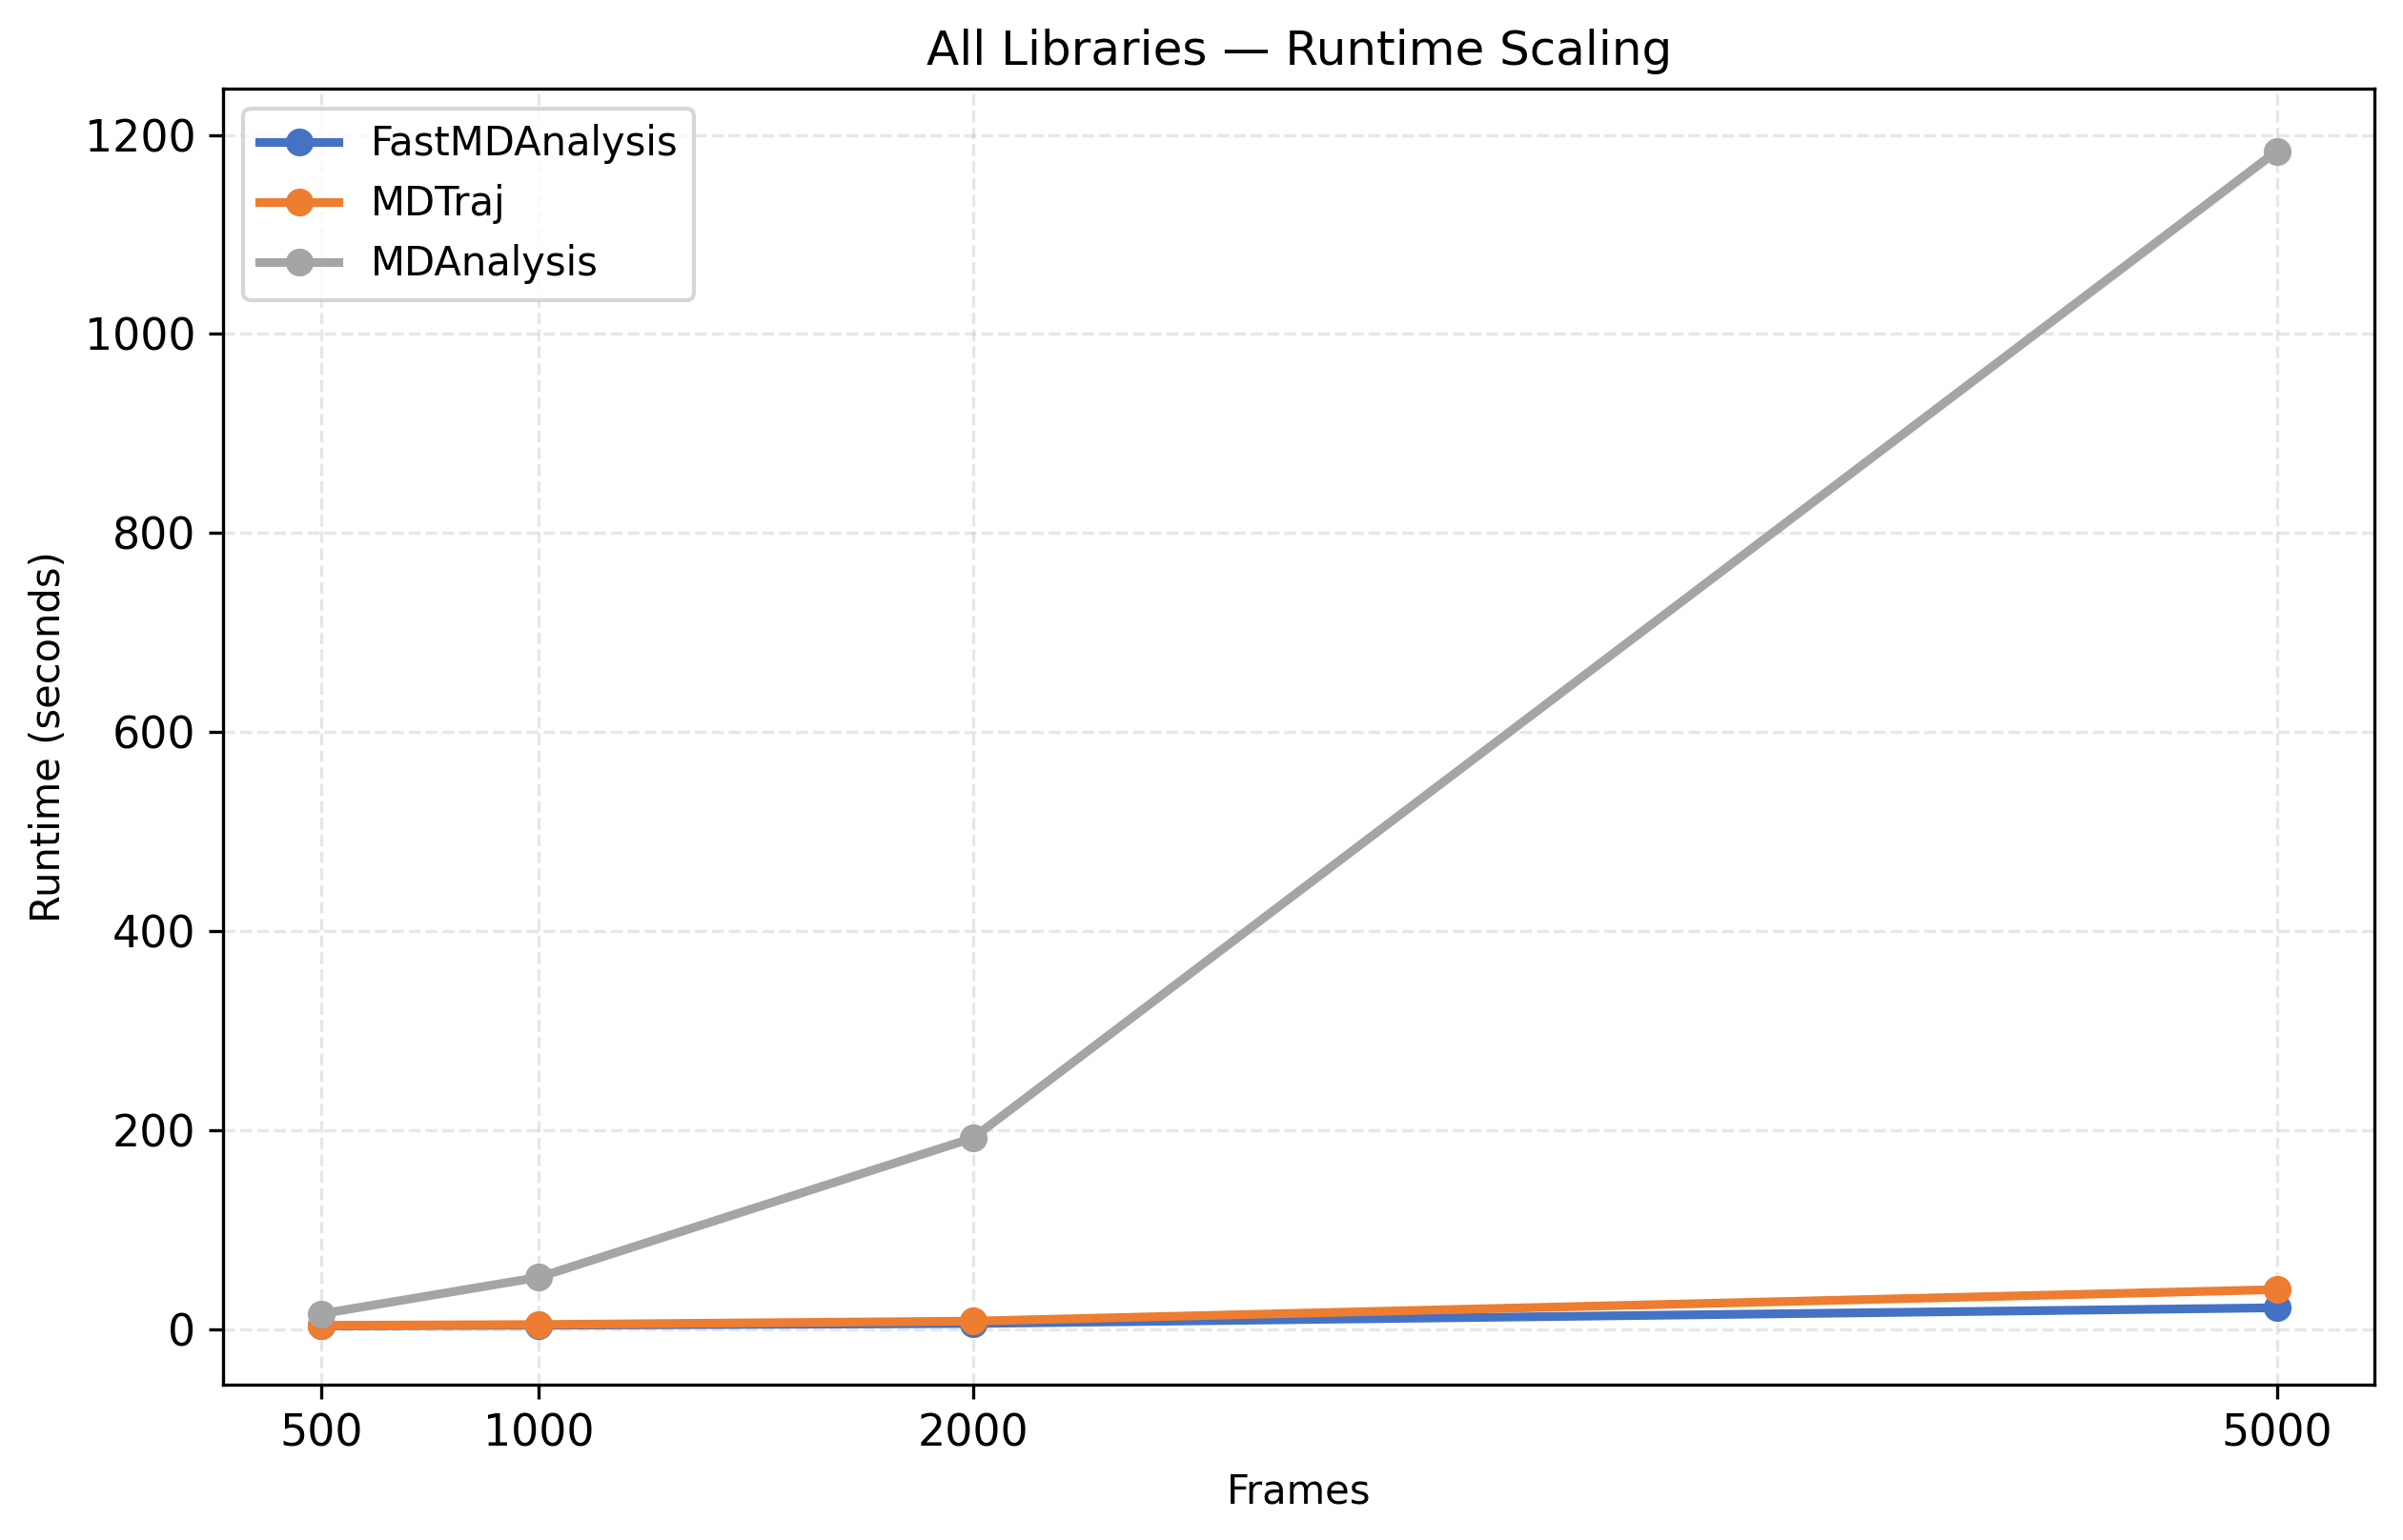 All Libraries — Runtime Scaling
FastMDAnalysis
MDTraj
MDAnalysis
1200
1000
800
600
400
200
0
Runtime (seconds)
500 1000 2000 5000
Frames